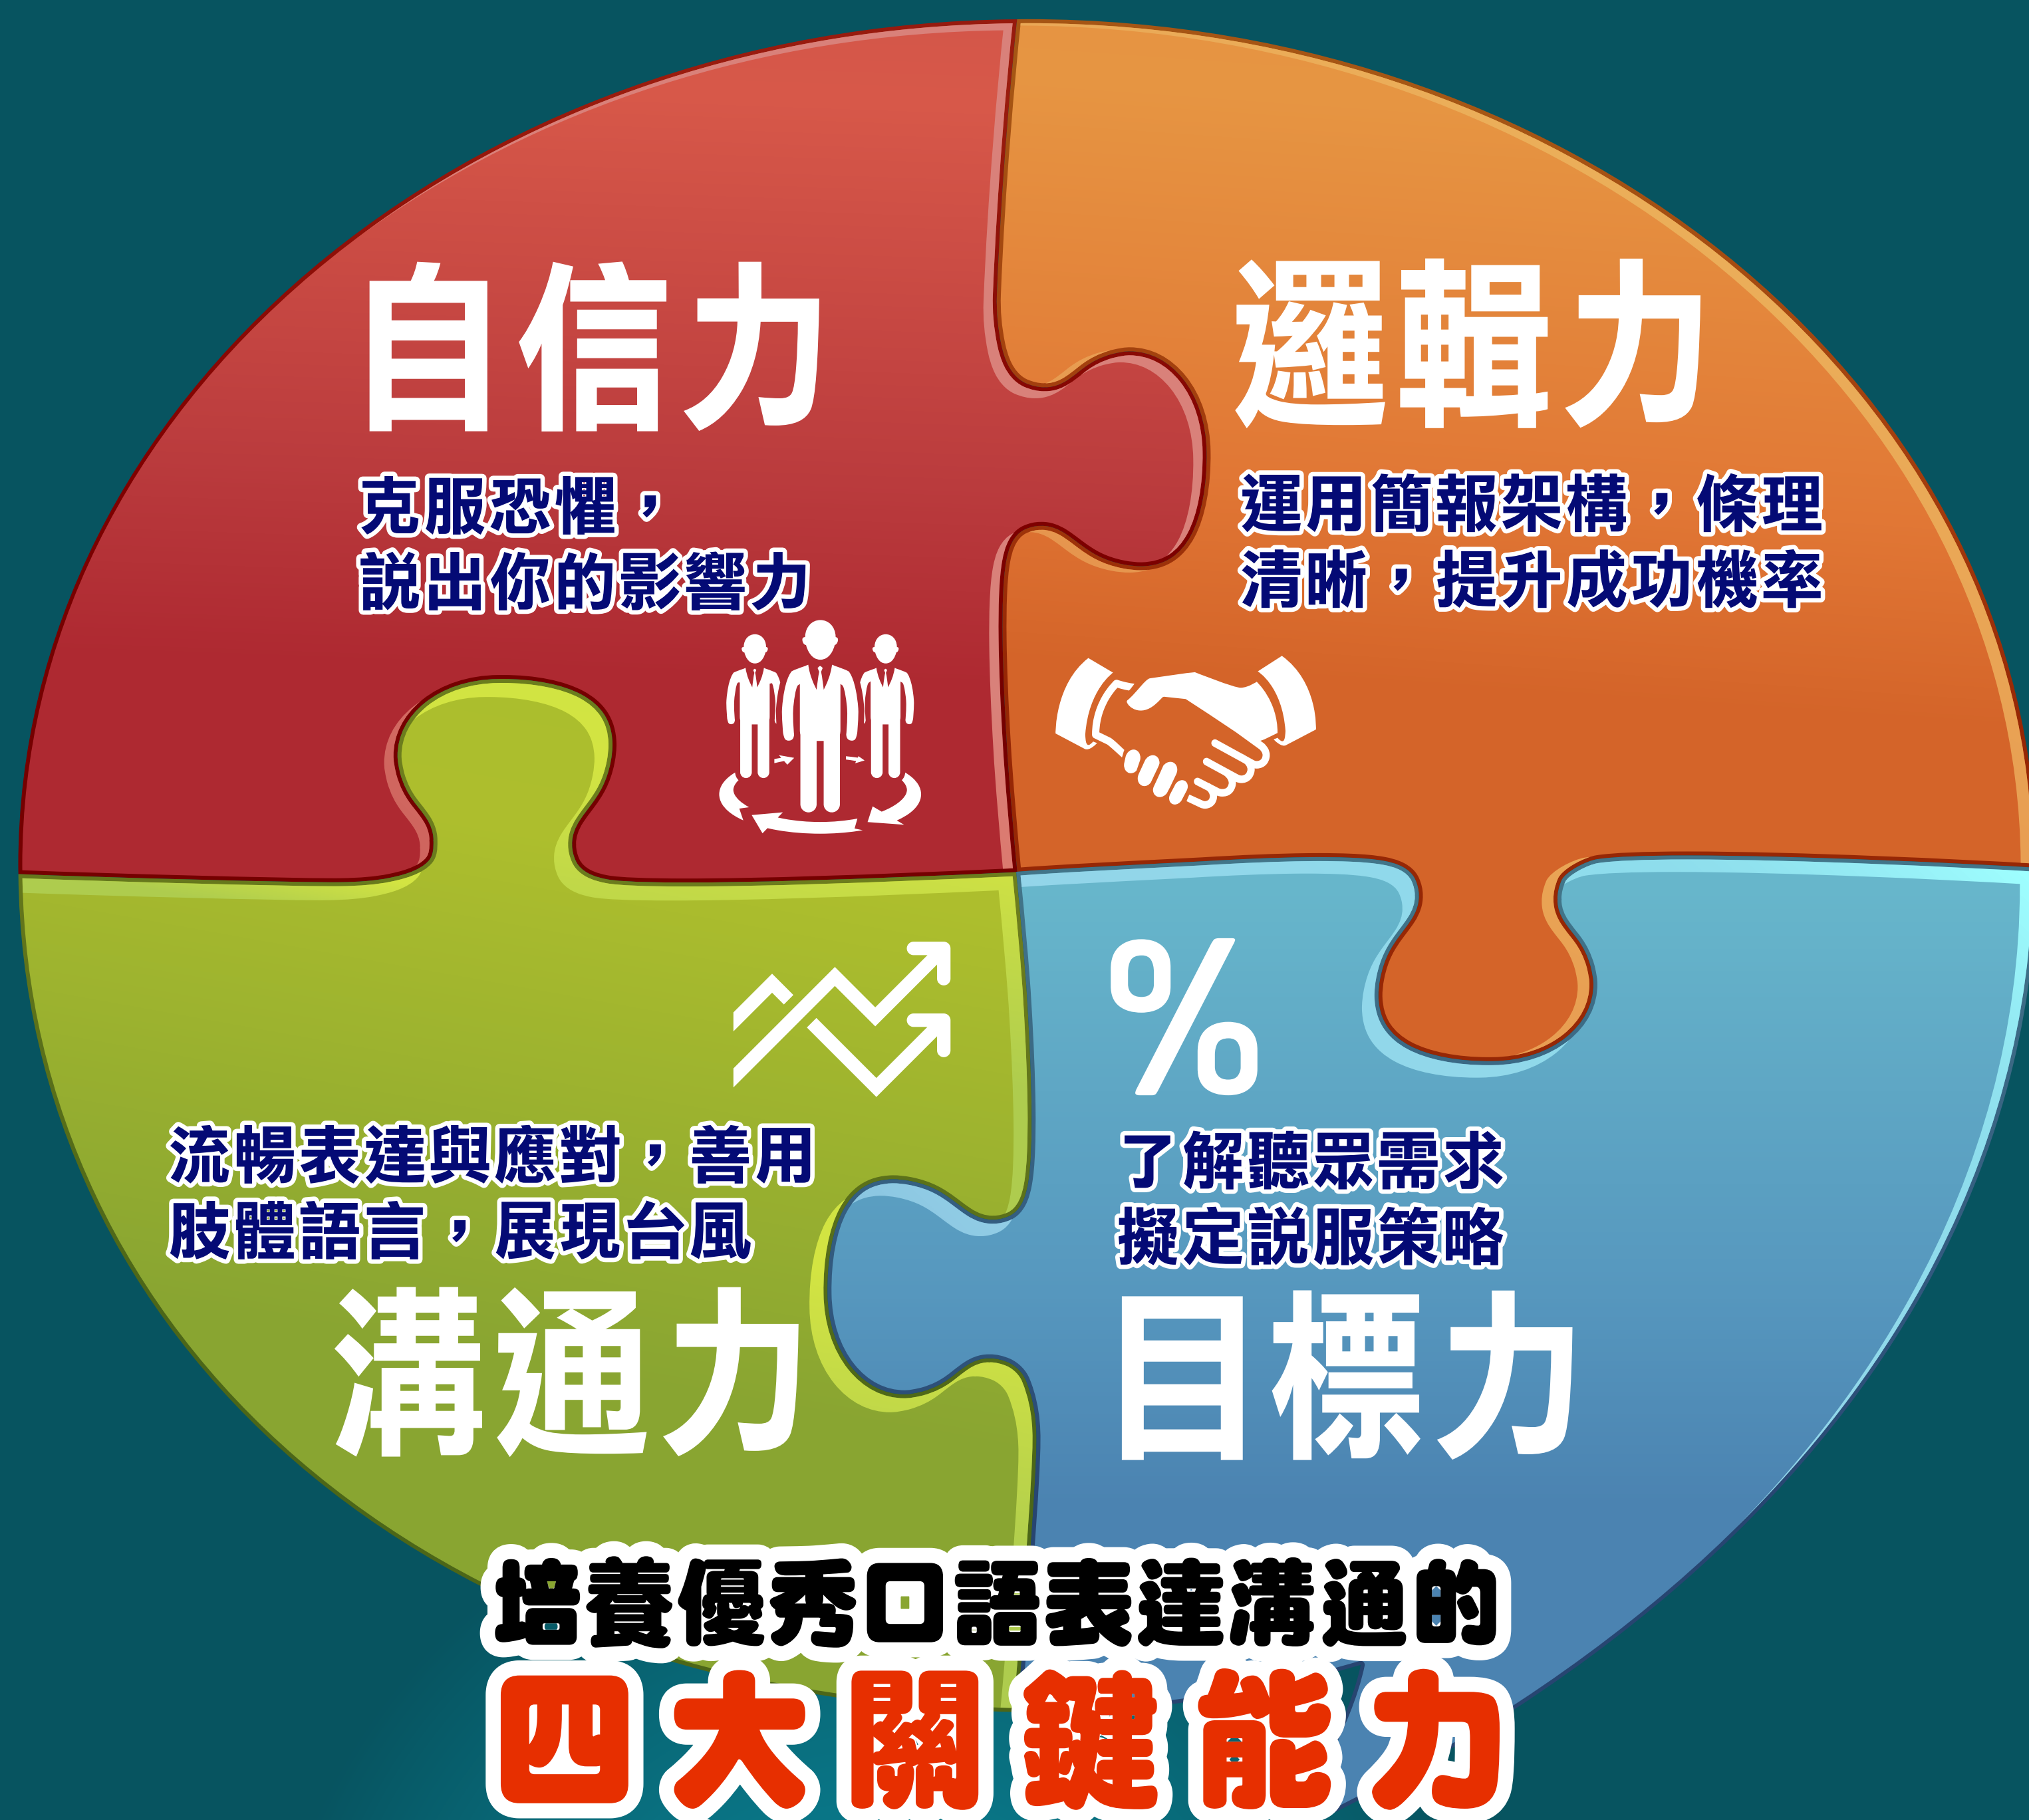 自信力
克服恐懼，
説出你的影響力
邏輯力
運用簡報架構，條理
清晰，提升成功機率
流暢表達與應對，善用
肢體語言，展現台風
溝通力
%
了解聽眾需求
擬定説服策略
目標力
培養優秀口語表達溝通的
四大關鍵能力